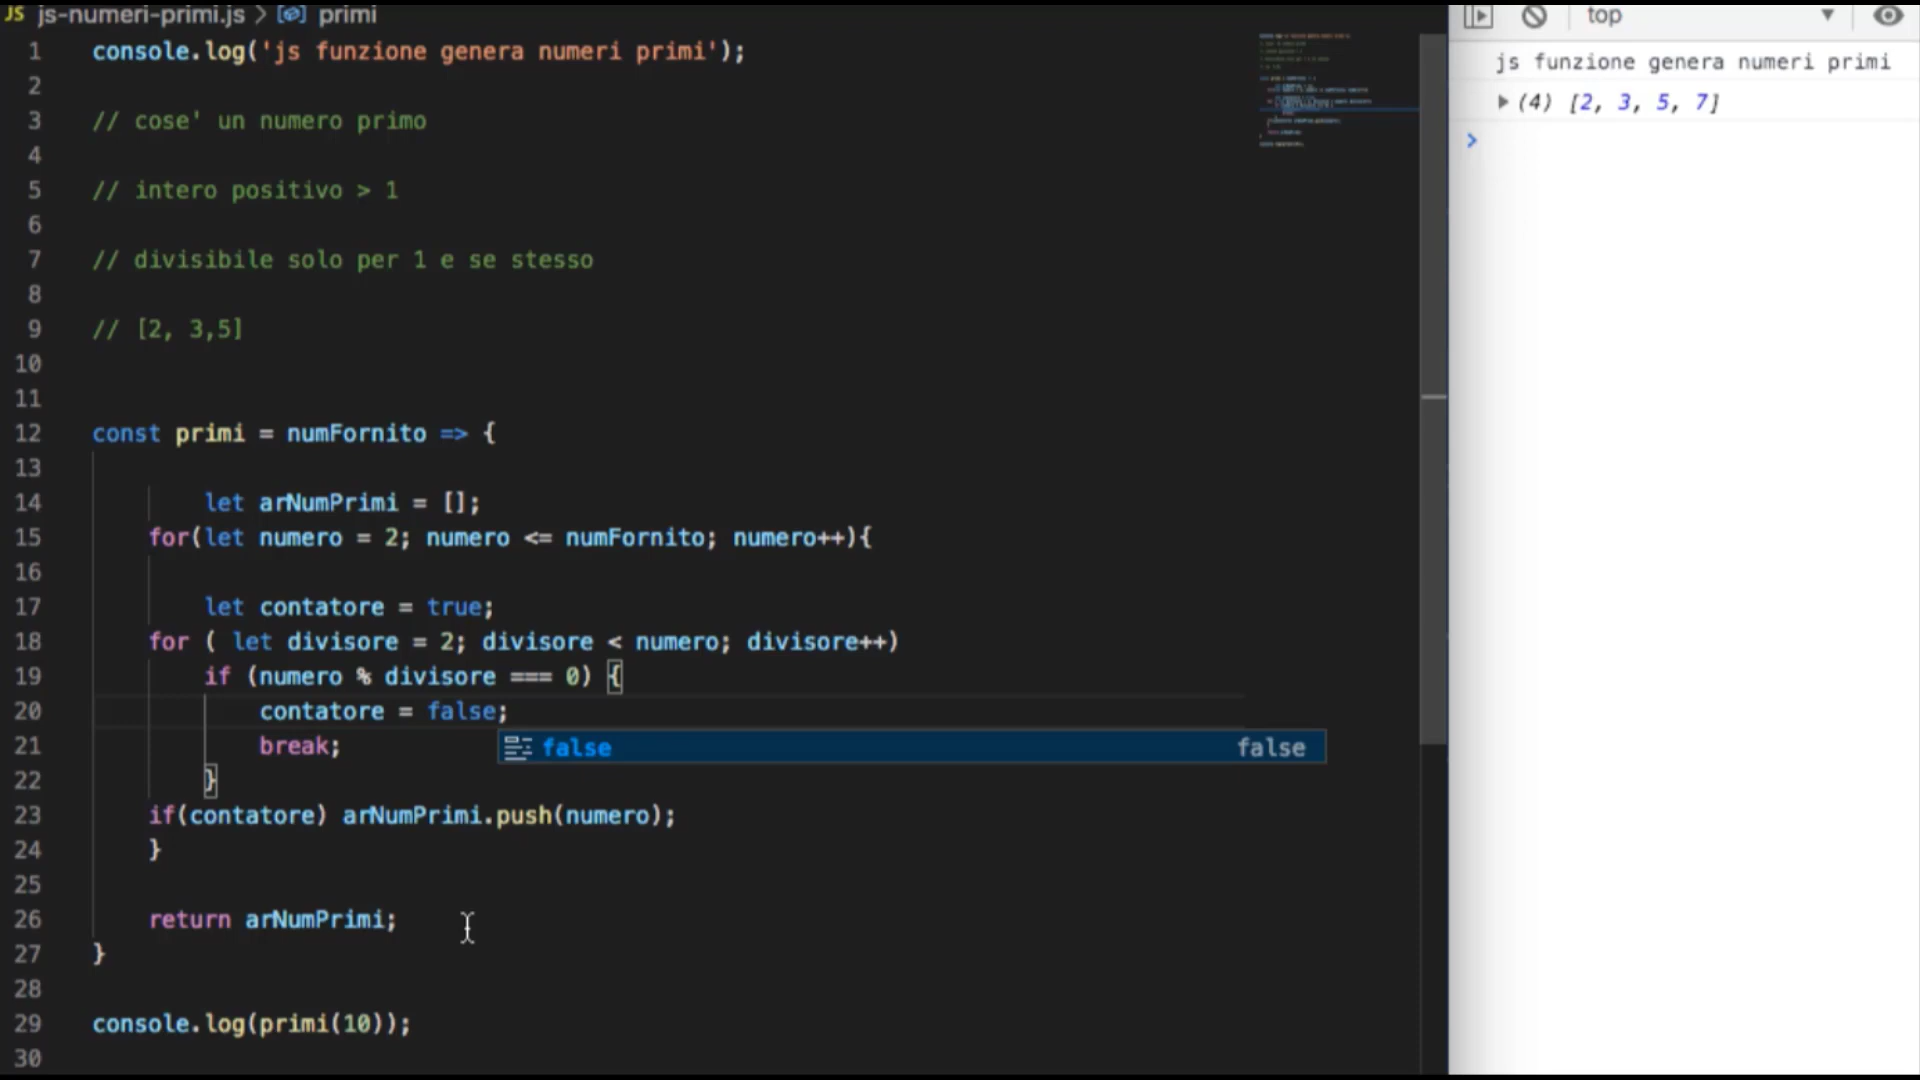 JS js-numeri-primi.js > primi
1 console.log('js funzione genera numeri primi');
2
3 // cose' un numero primo
4
5 // intero positivo > 1
6
7 // divisibile solo per 1 e se stesso
8
9 // [2, 3,5]
10
11
12 const primi = numFornito => {
13
14 let arNumPrimi = [];
15 for(let numero = 2; numero <= numFornito; numero++){
16
17 let contatore = true;
18 for ( let divisore = 2; divisore < numero; divisore++)
19 if (numero % divisore === 0) {
20 contatore = false;
21 break;
false false
22 }
23 if(contatore) arNumPrimi.push(numero);
24 }
25
26 return arNumPrimi;
27 }
28
29 console.log(primi(10));
30
top
js funzione genera numeri primi
(4) [2, 3, 5, 7]